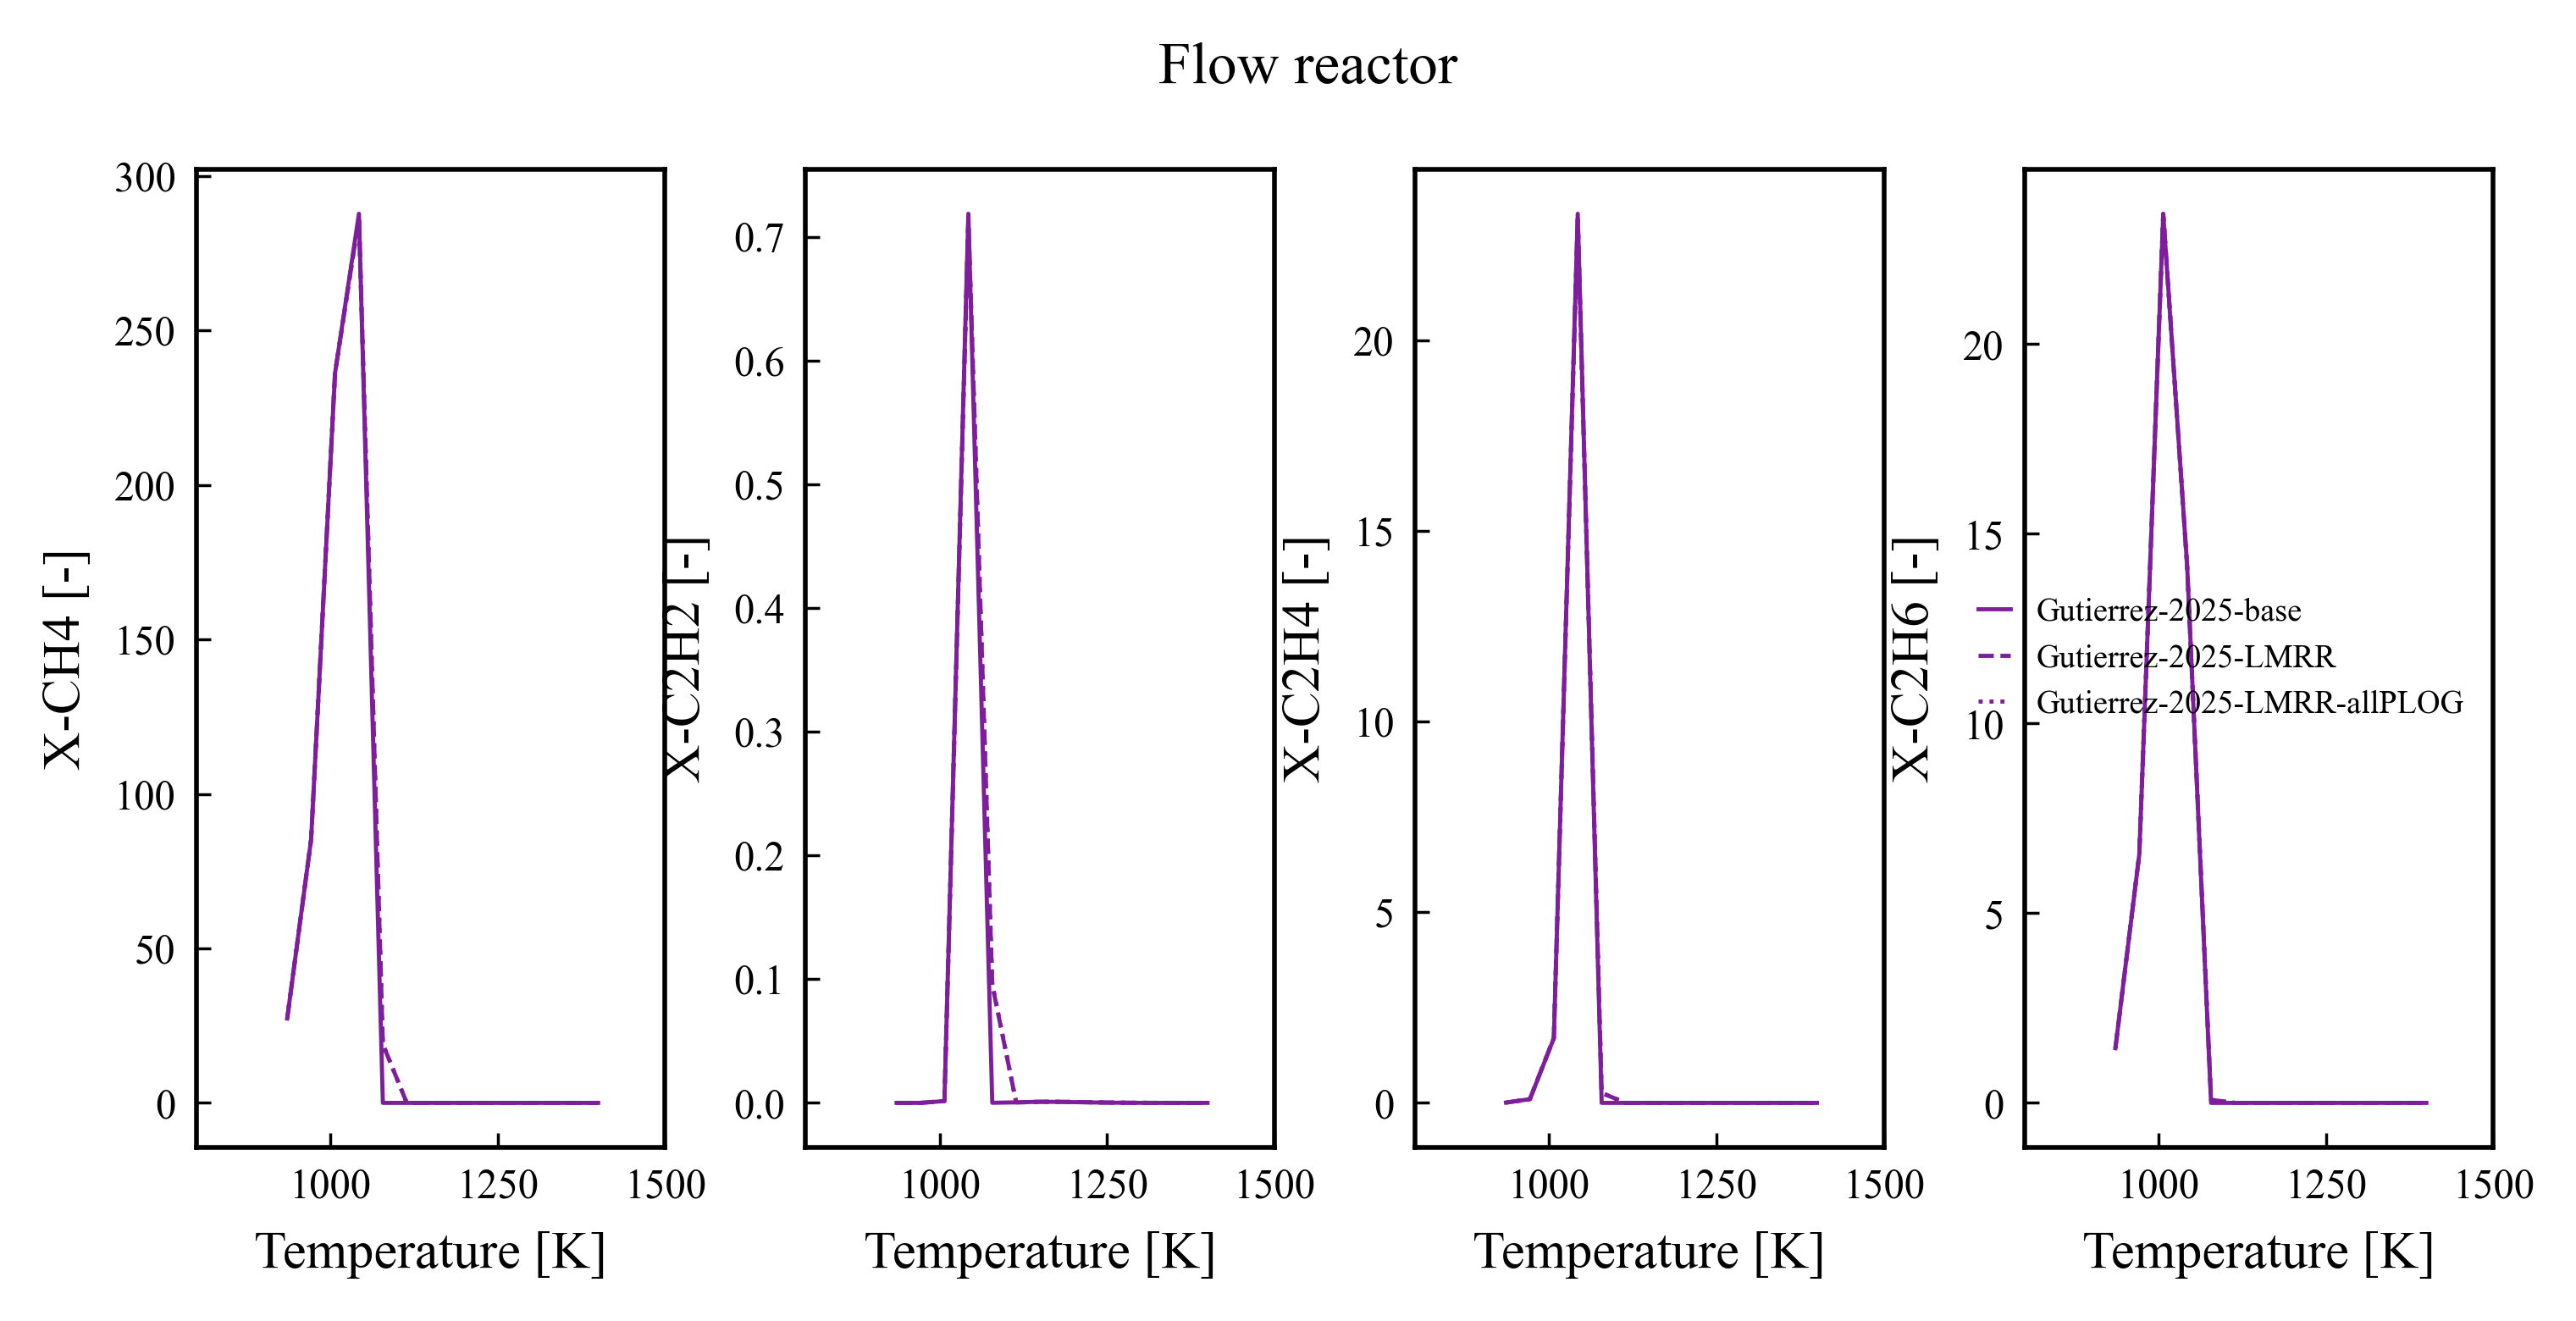 Flow reactor
X-CH4 [-]
300
250
200
150
100
50
0
1000 1250 1500
Temperature [K]
X-C2H2 [-]
0.7
0.6
0.5
0.4
0.3
0.2
0.1
0.0
1000 1250 1500
Temperature [K]
X-C2H4 [-]
20
15
10
5
0
1000 1250 1500
Temperature [K]
X-C2H6 [-]
20
15
10
5
0
1000 1250 1500
Temperature [K]
Gutierrez-2025-base
Gutierrez-2025-LMRR
Gutierrez-2025-LMRR-allPLOG